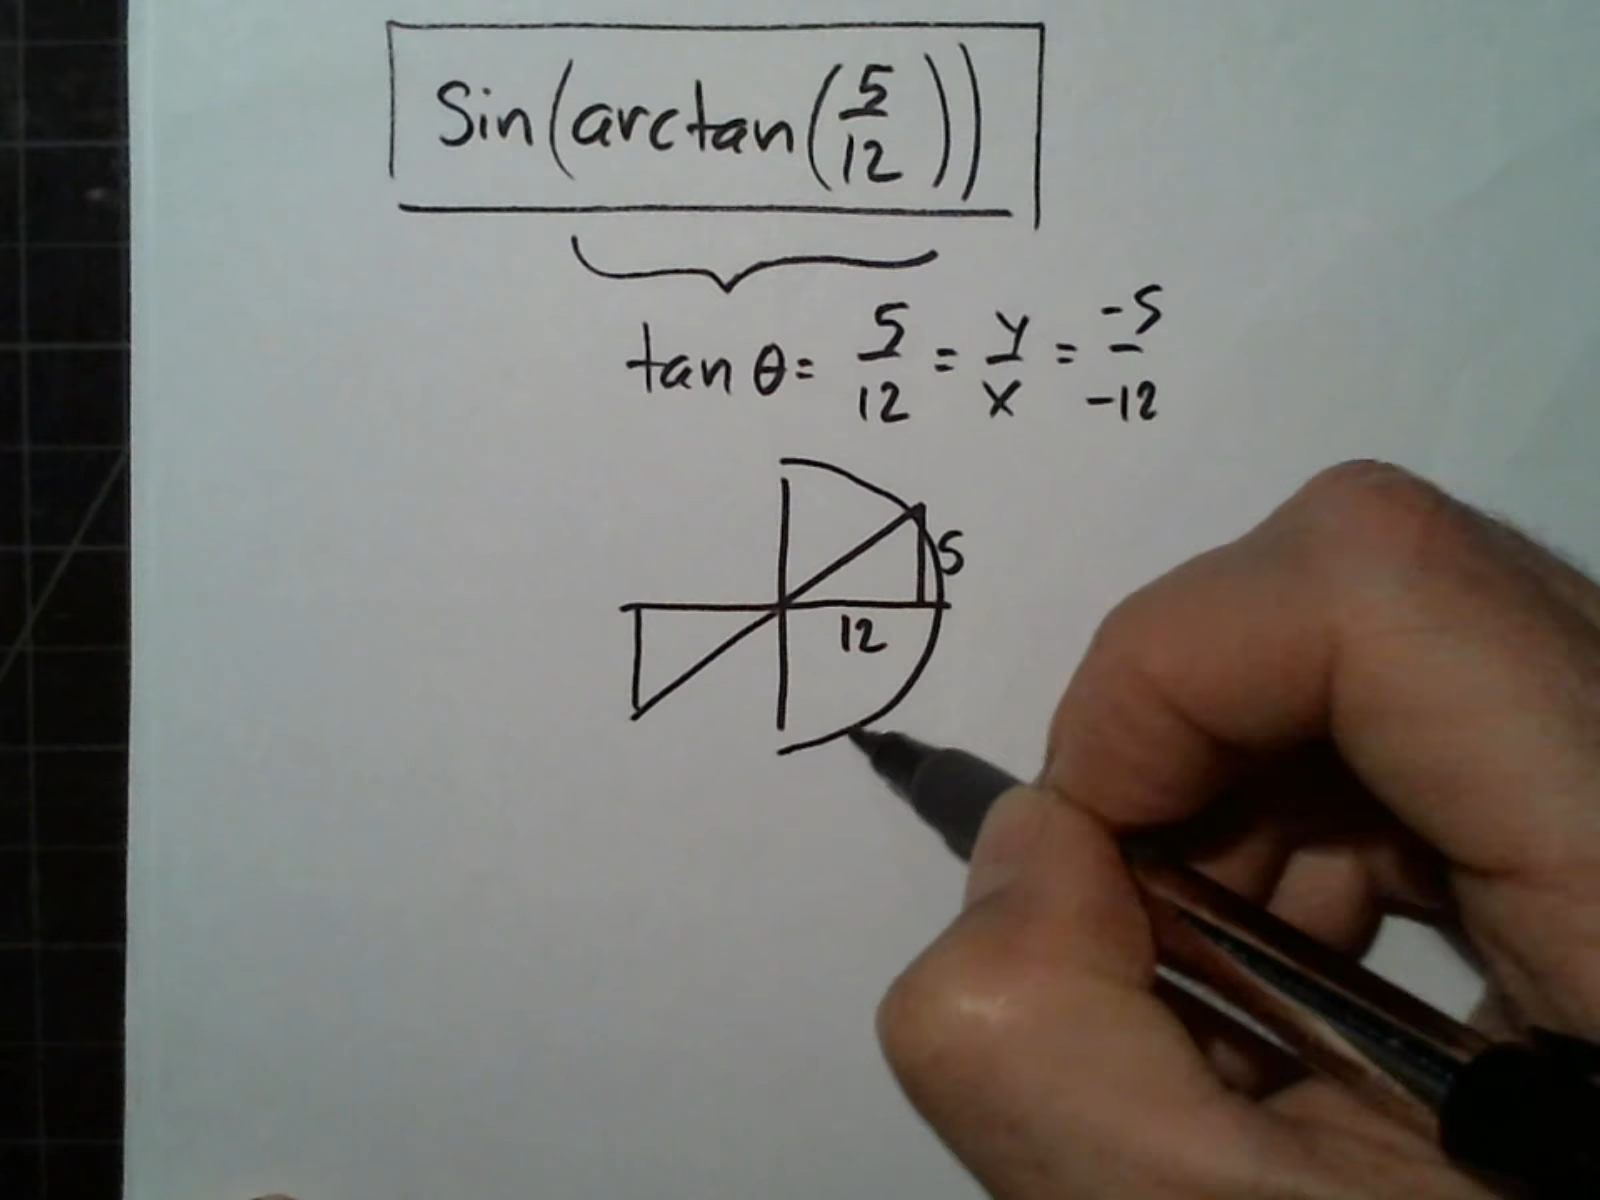 Sin(arctan(5/12))
tan θ = 5/12 = y/x = -5/-12
5
12